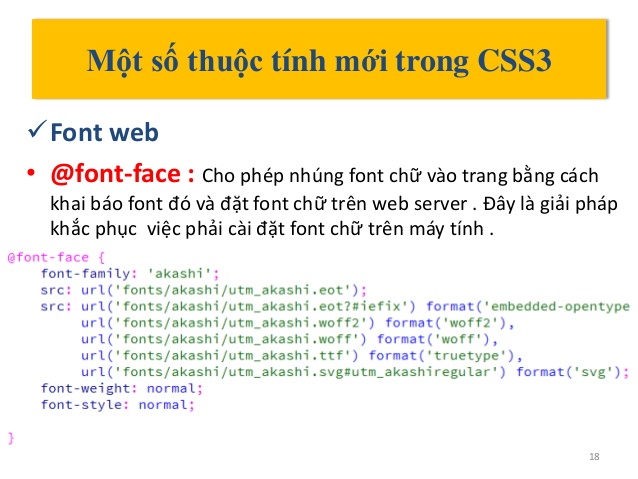 Một số thuộc tính mới trong CSS3
✓Font web
• @font-face : Cho phép nhúng font chữ vào trang bằng cách
khai báo font đó và đặt font chữ trên web server . Đây là giải pháp
khắc phục việc phải cài đặt font chữ trên máy tính .
@font-face {
    font-family: 'akashi';
    src: url('fonts/akashi/utm_akashi.eot');
    src: url('fonts/akashi/utm_akashi.eot?#iefix') format('embedded-opentype
         url('fonts/akashi/utm_akashi.woff2') format('woff2'),
         url('fonts/akashi/utm_akashi.woff') format('woff'),
         url('fonts/akashi/utm_akashi.ttf') format('truetype'),
         url('fonts/akashi/utm_akashi.svg#utm_akashiregular') format('svg');
    font-weight: normal;
    font-style: normal;
}
18